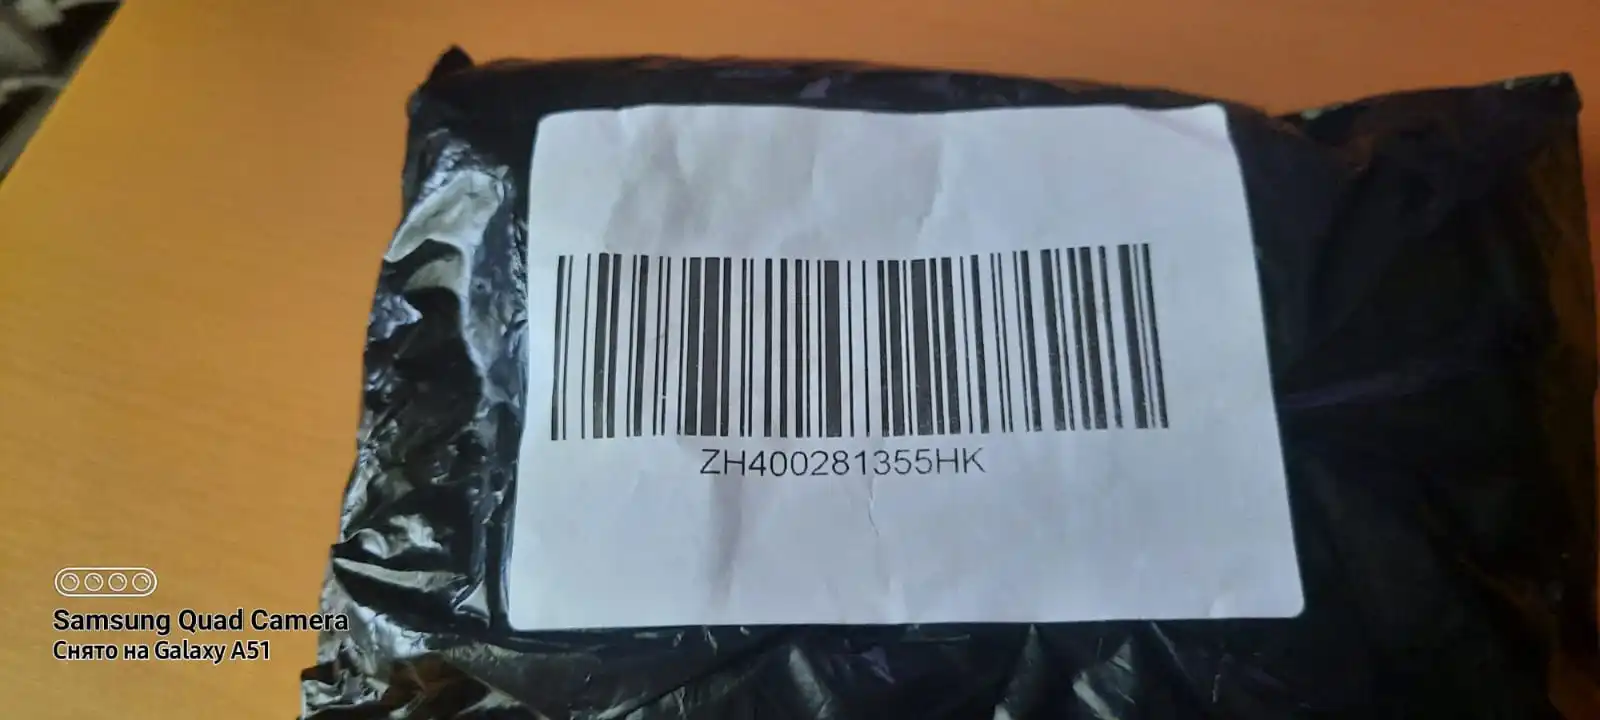 ZH400281355HK
Samsung Quad Camera
Снято на Galaxy A51